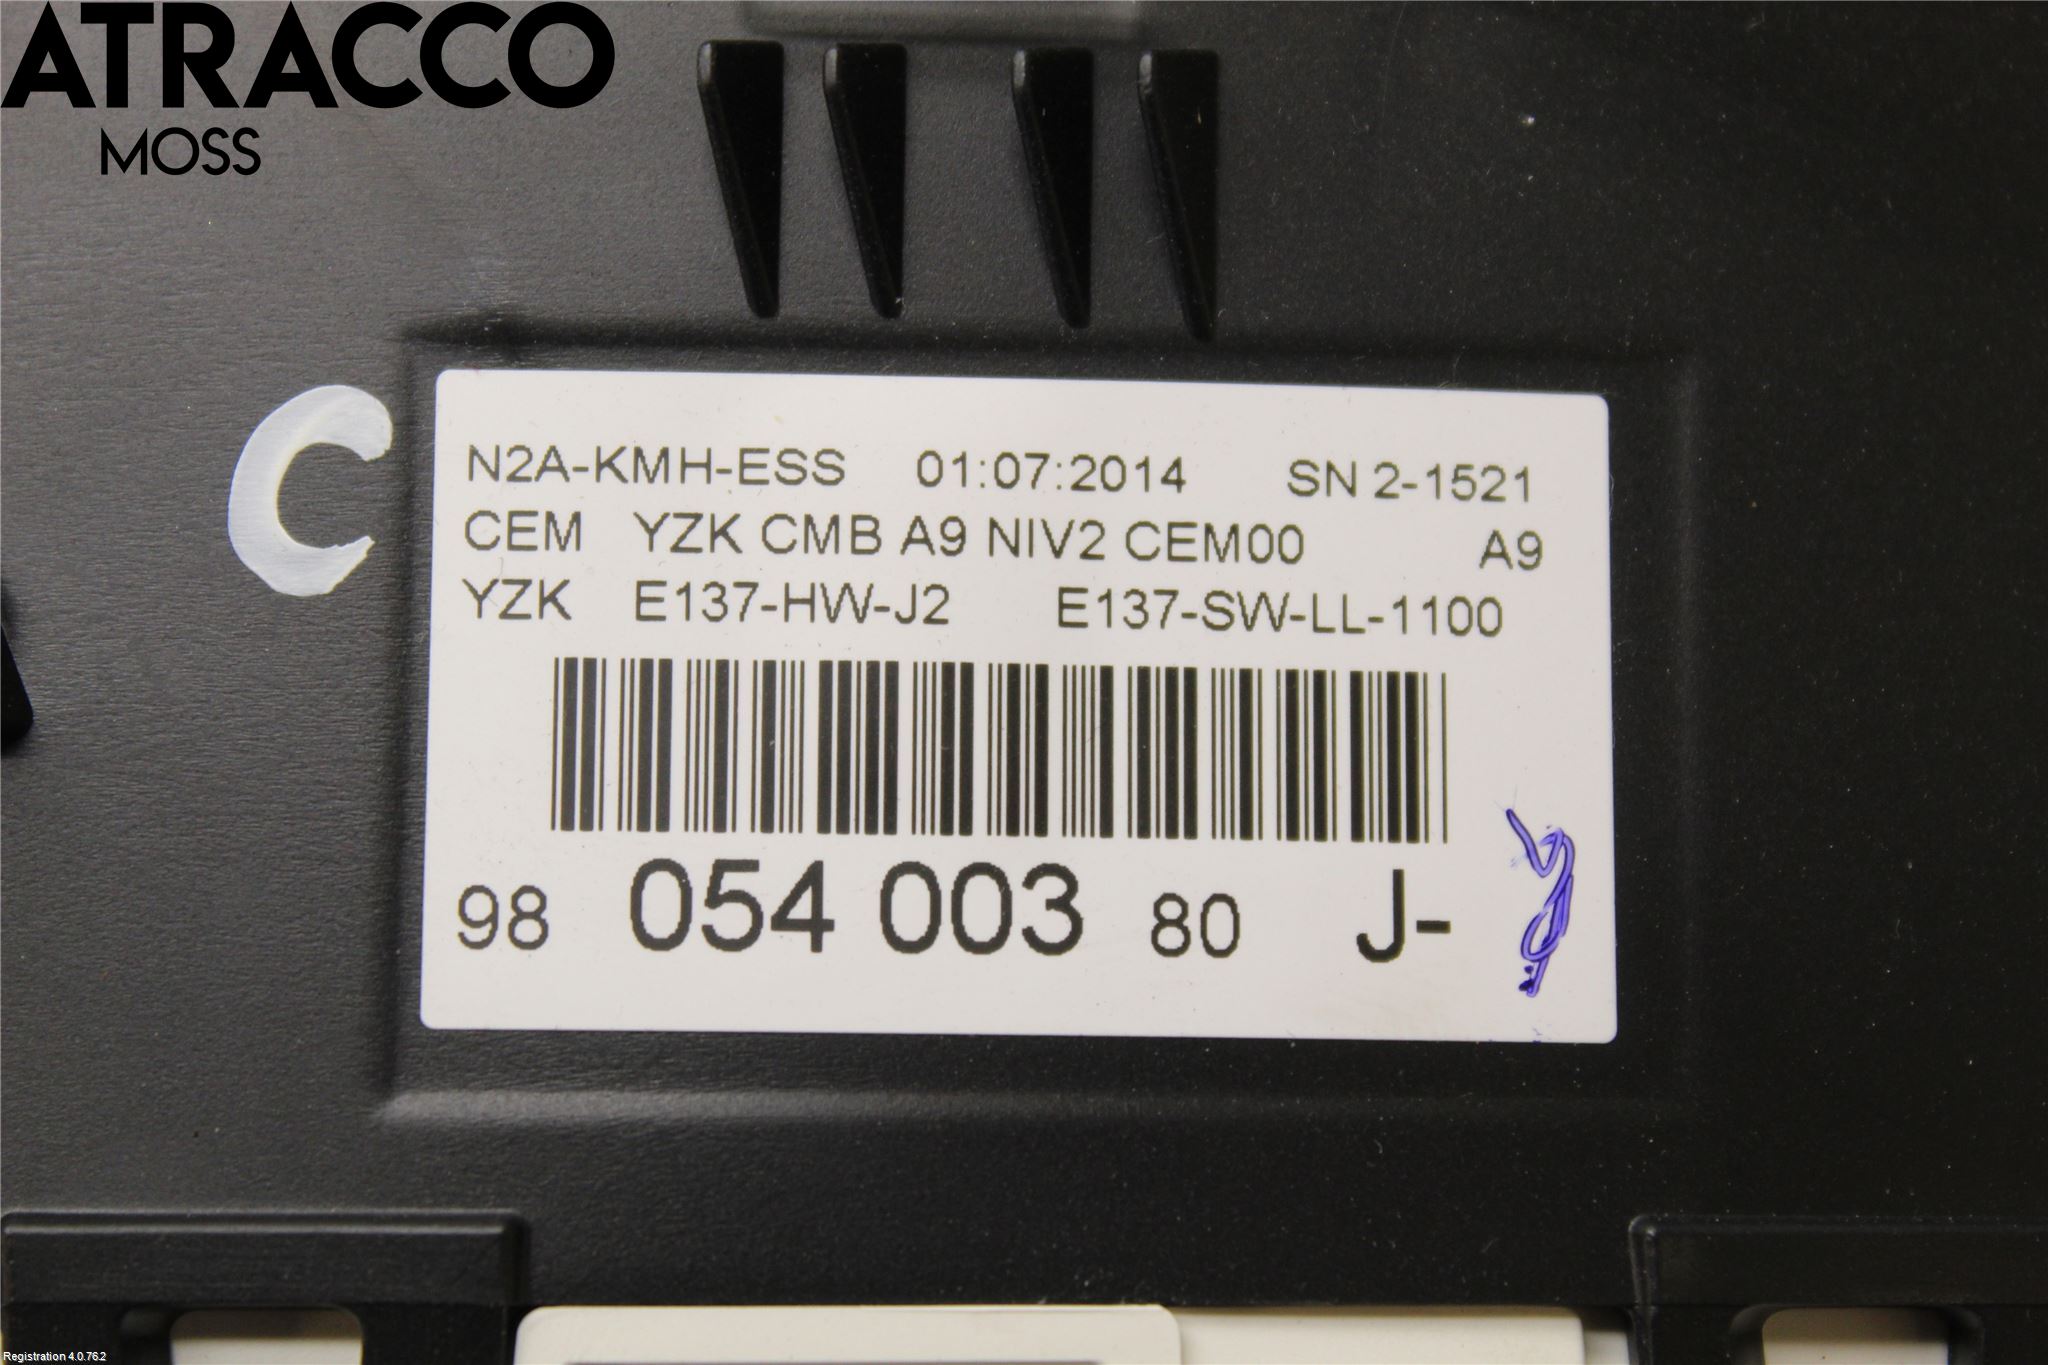 ATRACCO
MOSS
C
N2A-KMH-ESS 01:07:2014 SN 2-1521
CEM YZK CMB A9 NIV2 CEM00 A9
YZK E137-HW-J2 E137-SW-LL-1100
98 054 003 80 J-
Registration 4.0.76.2